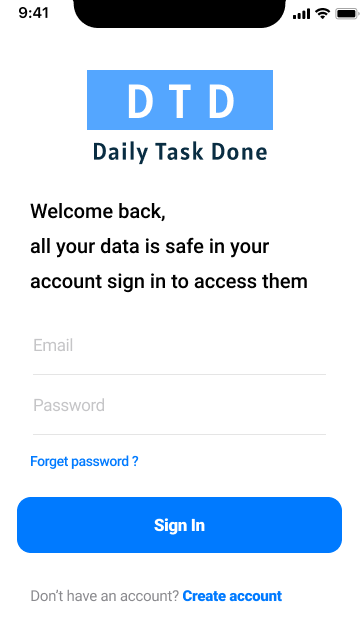 9:41
D T D
Daily Task Done
Welcome back,
all your data is safe in your
account sign in to access them
Email
Password
Forget password ?
Sign In
Don’t have an account? Create account